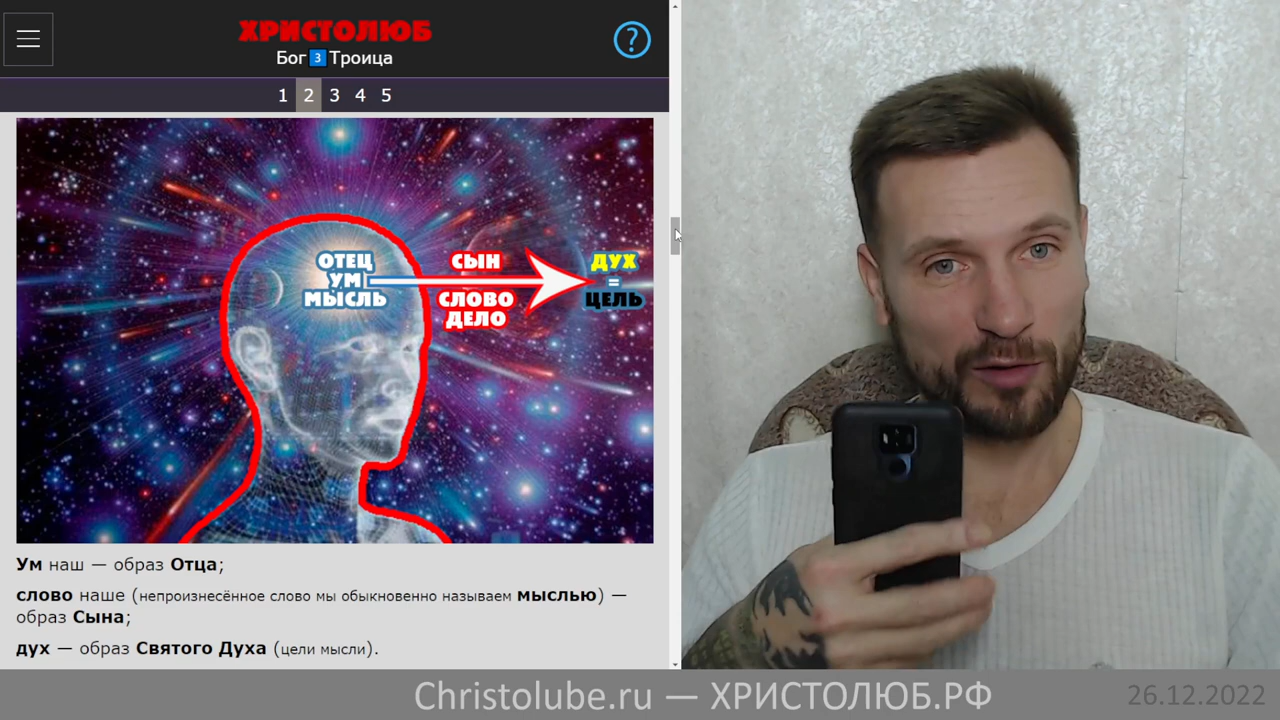 ХРИСТОЛЮБ
Бог 3 Троица
?
1 2 3 4 5
ОТЕЦ
УМ
МЫСЛЬ
СЫН
СЛОВО
ДЕЛО
ДУХ
=
ЦЕЛЬ
Ум наш — образ Отца;
слово наше (непроизнесённое слово мы обыкновенно называем мыслью) —
образ Сына;
дух — образ Святого Духа (цели мысли).
Christolube.ru — ХРИСТОЛЮБ.РФ
26.12.2022